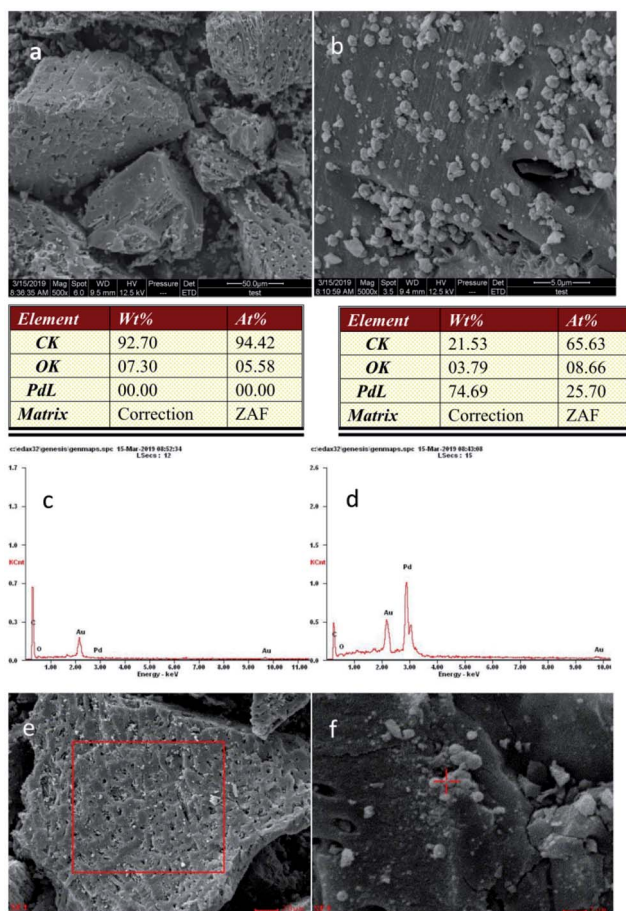 a
b
3/15/2019 Mag Spot WD HV Pressure Det 50.0µm
8:36:35 AM 500x 6.0 9.5 mm 12.5 kV --- ETD test
3/15/2019 Mag Spot WD HV Pressure Det 5.0µm
8:10:59 AM 5000x 3.5 9.4 mm 12.5 kV --- ETD test
Element Wt% At%
CK 92.70 94.42
OK 07.30 05.58
PdL 00.00 00.00
Matrix Correction ZAF
Element Wt% At%
CK 21.53 65.63
OK 03.79 08.66
PdL 74.69 25.70
Matrix Correction ZAF
c:\edax32\genesis\genmaps.spc 15-Mar-2019 08:52:34
LSecs : 12
c
1.7
1.3
1.0
KCnt
0.7
0.3
0.0
C
O
Au
Pd
Au
1.00 2.00 3.00 4.00 5.00 6.00 7.00 8.00 9.00 10.00 11.00
Energy - keV
c:\edax32\genesis\genmaps.spc 15-Mar-2019 08:43:08
LSecs : 15
d
2.6
2.1
1.6
KCnt
1.0
0.5
0.0
C
O
Au
Pd
Au
1.00 2.00 3.00 4.00 5.00 6.00 7.00 8.00 9.00 10.0
Energy - keV
e
f